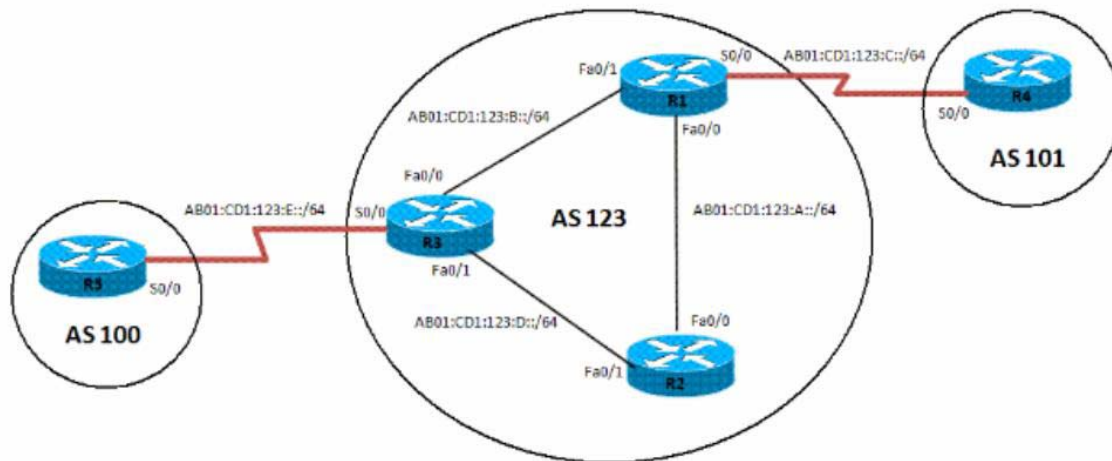 Fa0/1
S0/0
AB01:CD1:123:C::/64
R1
R4
Fa0/0
S0/0
AS 101
AB01:CD1:123:B::/64
Fa0/0
AB01:CD1:123:E::/64
S0/0
R3
AS 123
AB01:CD1:123:A::/64
Fa0/1
R5
S0/0
AS 100
AB01:CD1:123:D::/64
Fa0/0
Fa0/1
R2